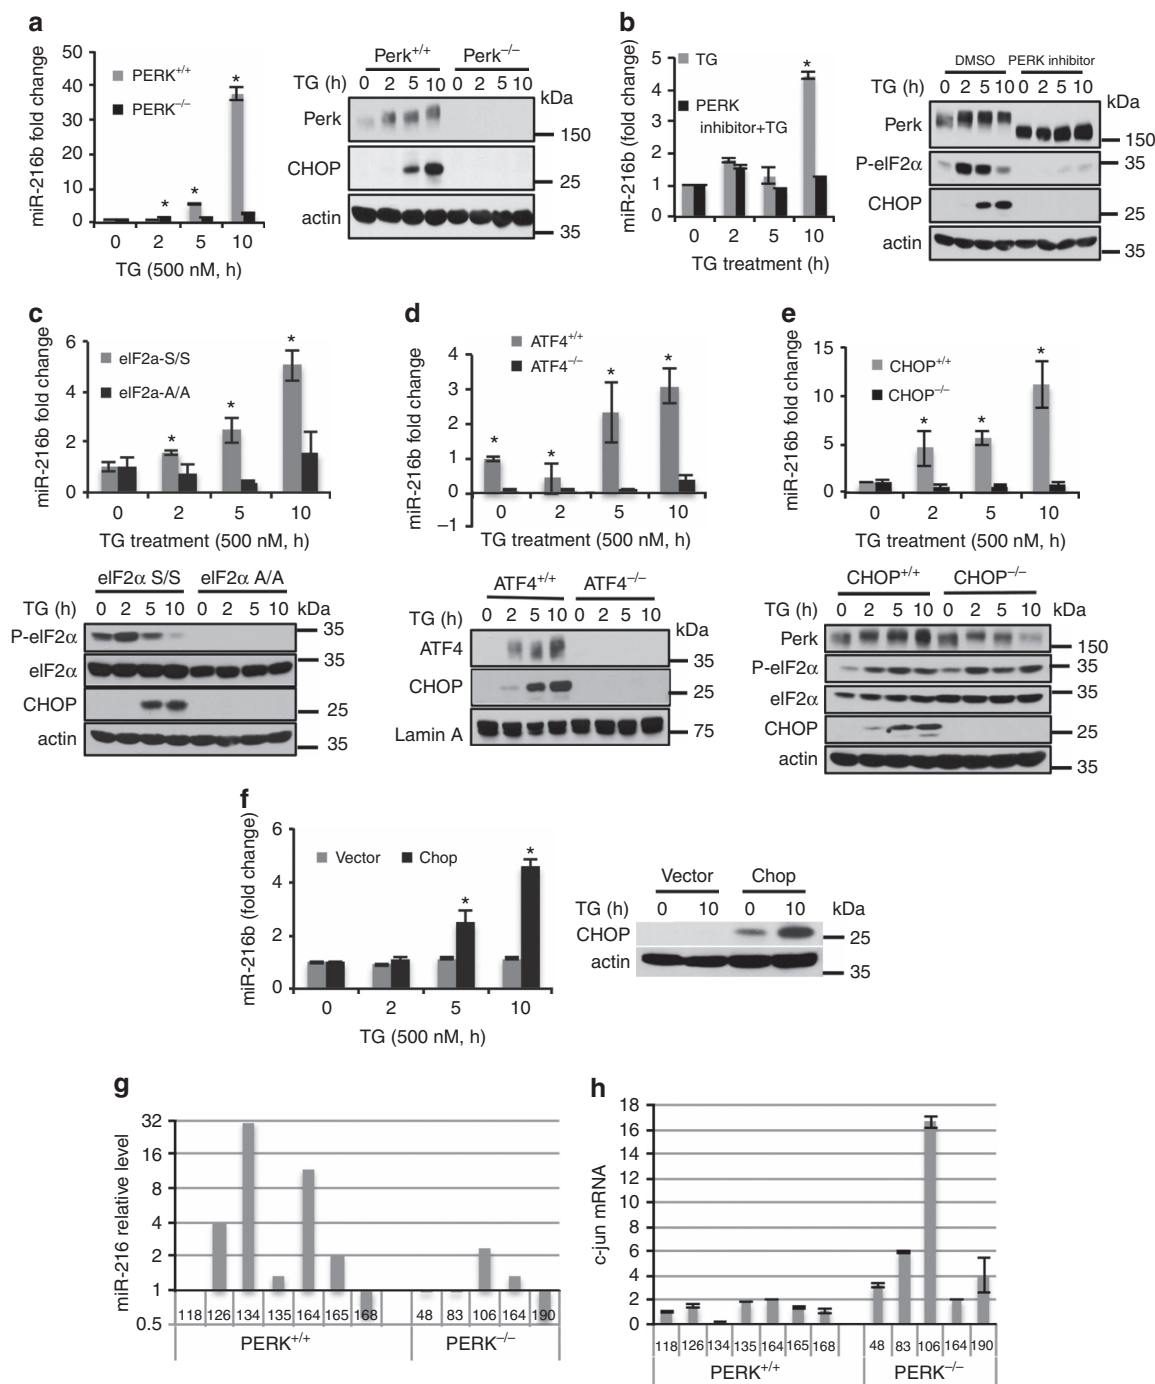 a
miR-216b fold change
50
40
30
20
10
0
PERK+/+
PERK–/–
*
*
*
0 2 5 10
TG (500 nM, h)
Perk+/+ Perk–/–
TG (h) 0 2 5 10 0 2 5 10
kDa
Perk
150
CHOP
25
actin
35
b
miR-216b (fold change)
5
4
3
2
1
0
TG
PERK
inhibitor+TG
*
0 2 5 10
TG treatment (h)
DMSO PERK inhibitor
TG (h) 0 2 5 10 0 2 5 10
kDa
Perk
150
P-eIF2α
35
CHOP
25
actin
35
c
miR-216b fold change
6
4
2
0
eIF2a-S/S
eIF2a-A/A
*
*
*
0 2 5 10
TG treatment (500 nM, h)
eIF2α S/S eIF2α A/A
TG (h) 0 2 5 10 0 2 5 10 kDa
P-eIF2α 35
eIF2α 35
CHOP 25
actin 35
d
miR-216b fold change
4
3
2
1
0
–1
ATF4+/+
ATF4–/–
*
*
*
*
0 2 5 10
TG treatment (500 nM, h)
ATF4+/+ ATF4–/–
TG (h) 0 2 5 10 0 2 5 10
kDa
ATF4 35
CHOP 25
Lamin A 75
e
miR-216b fold change
15
10
5
0
CHOP+/+
CHOP–/–
*
*
*
0 2 5 10
TG treatment (500 nM, h)
CHOP+/+ CHOP–/–
TG (h) 0 2 5 10 0 2 5 10 kDa
Perk 150
P-eIF2α 35
eIF2α 35
CHOP 25
actin 35
f
miR-216b (fold change)
6
4
2
0
Vector Chop
*
*
0 2 5 10
TG (500 nM, h)
Vector Chop
TG (h) 0 10 0 10 kDa
CHOP 25
actin 35
g
miR-216 relative level
32
16
8
4
2
1
0.5
118 126 134 135 164 165 168 48 83 106 164 190
PERK+/+ PERK–/–
h
c-jun mRNA
18
16
14
12
10
8
6
4
2
0
118 126 134 135 164 165 168 48 83 106 164 190
PERK+/+ PERK–/–